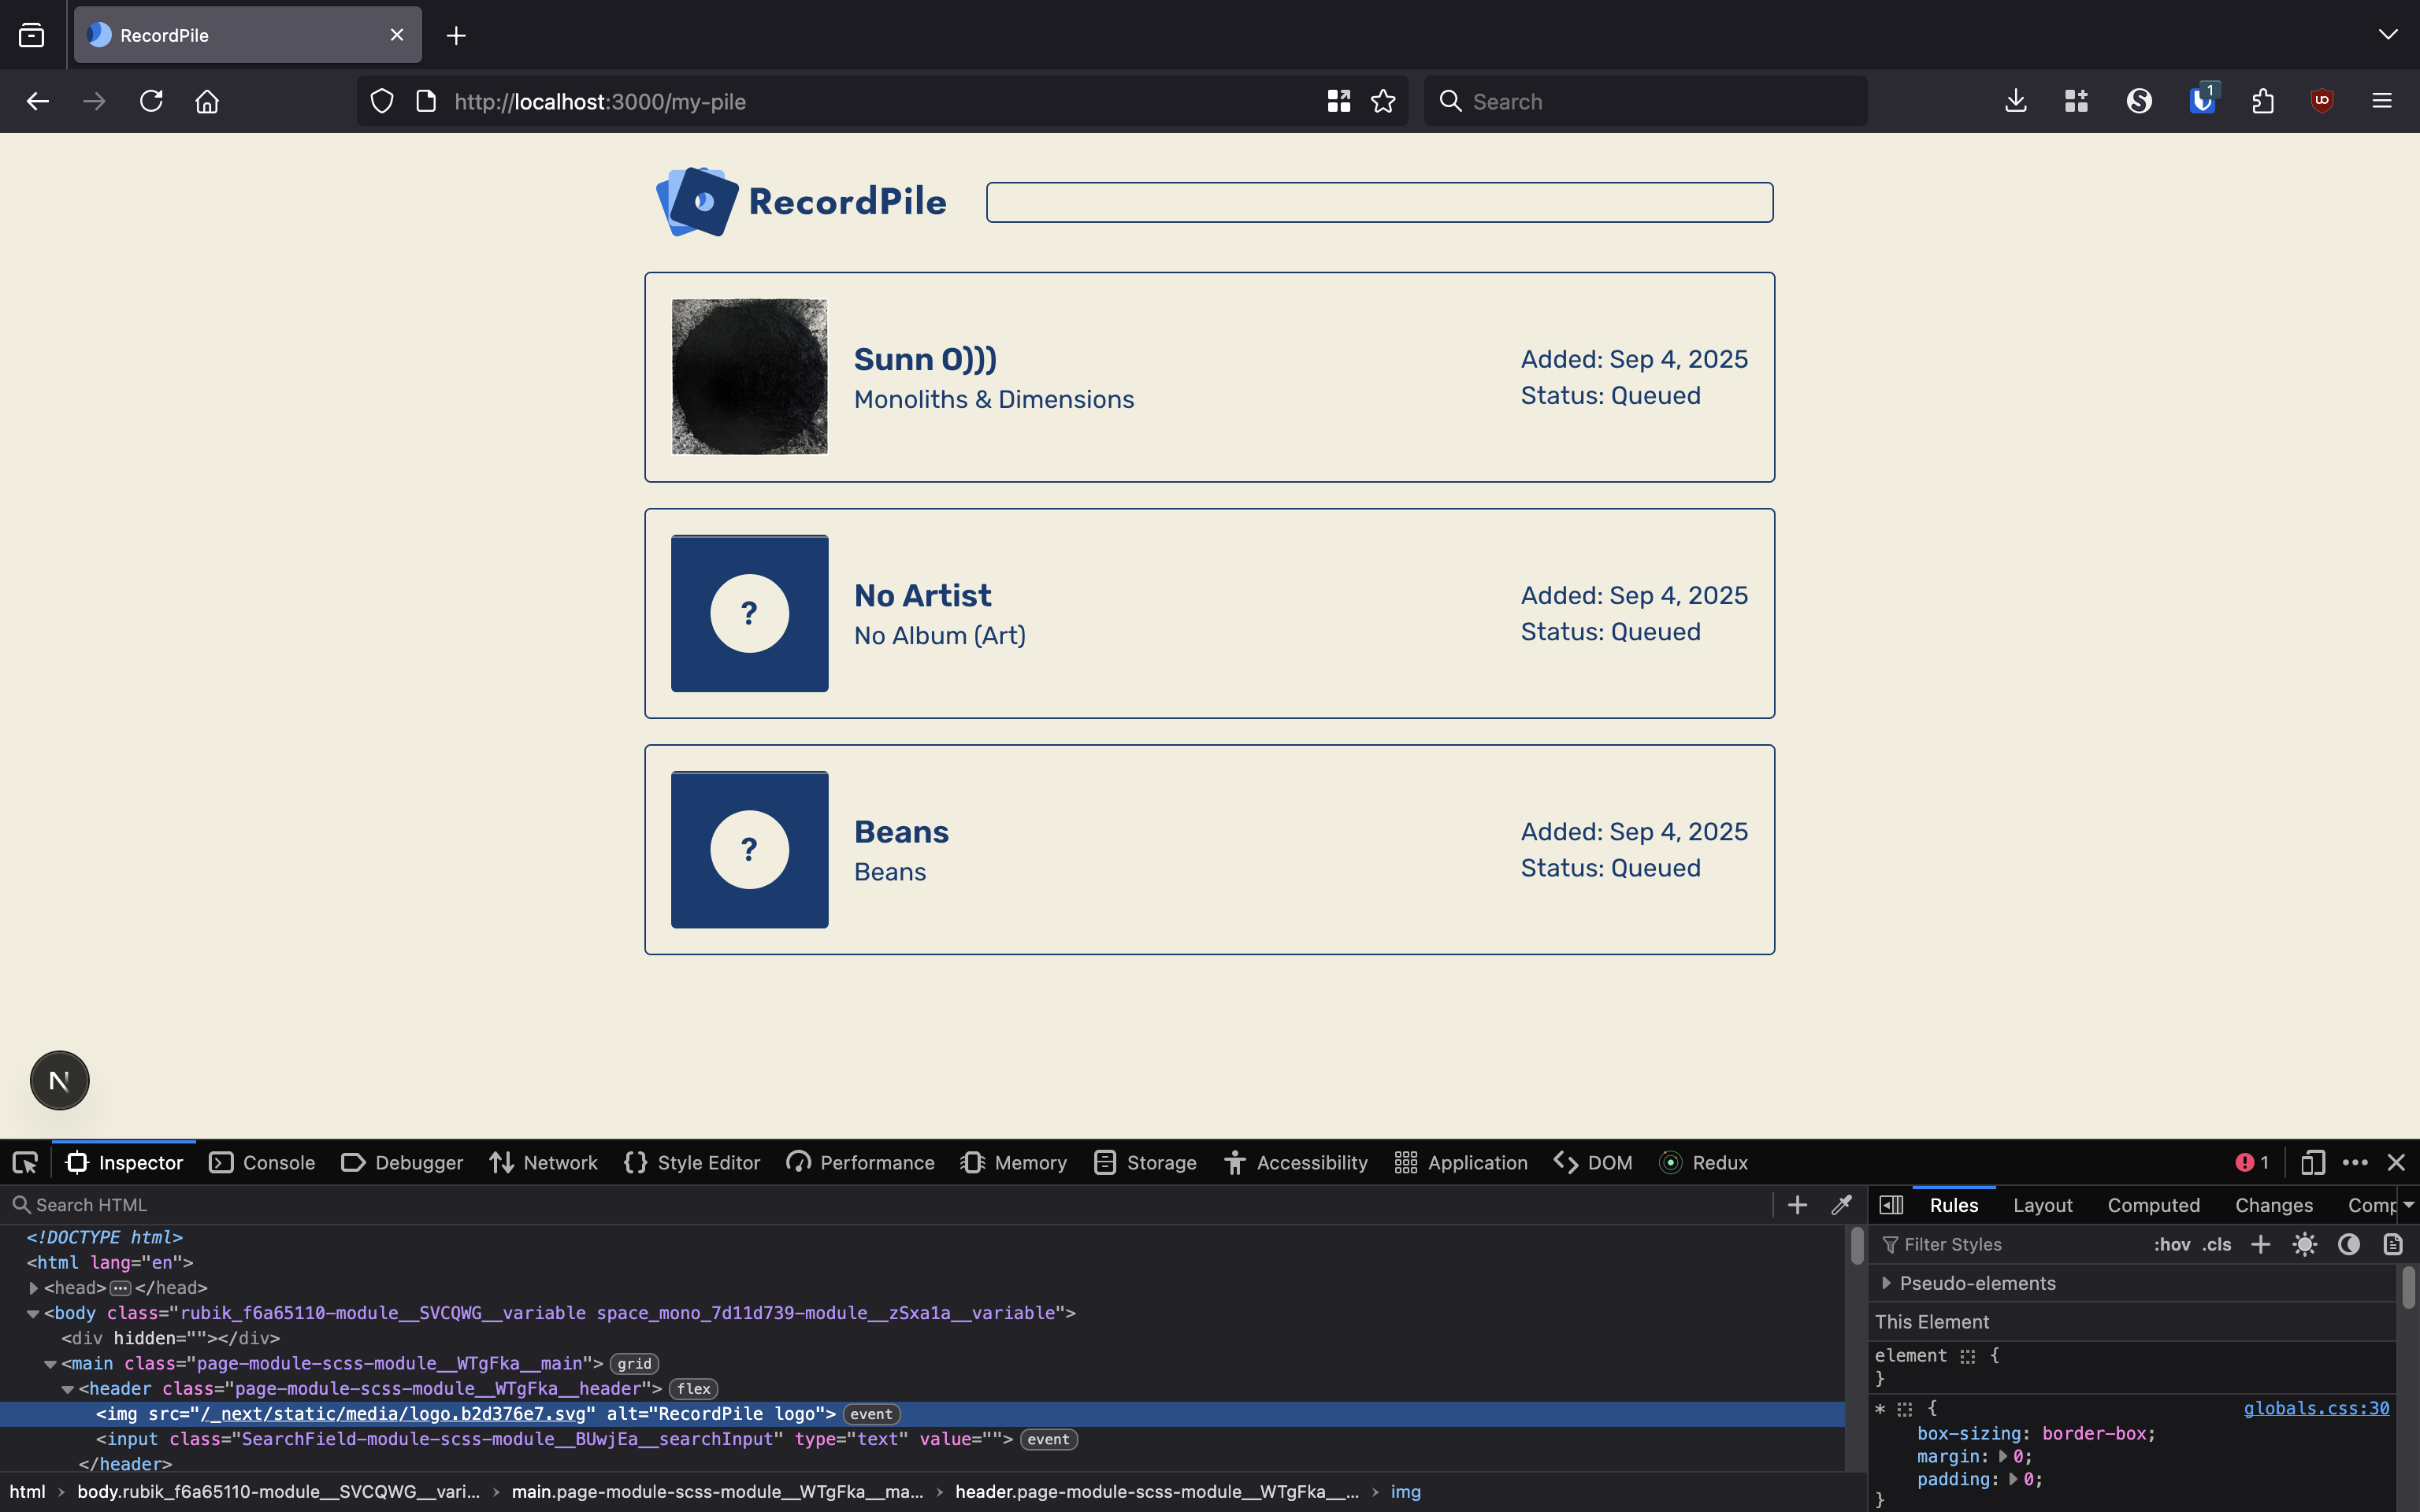 RecordPile
http://localhost:3000/my-pile
Search
1
RecordPile
Sunn O)))
Monoliths & Dimensions
Added: Sep 4, 2025
Status: Queued
?
No Artist
No Album (Art)
Added: Sep 4, 2025
Status: Queued
?
Beans
Beans
Added: Sep 4, 2025
Status: Queued
N
Inspector Console Debugger Network Style Editor Performance Memory Storage Accessibility Application DOM Redux 1
Search HTML
Rules Layout Computed Changes Comp
<!DOCTYPE html>
<html lang="en">
<head>…</head>
<body class="rubik_f6a65110-module__SVCQWG__variable space_mono_7d11d739-module__zSxa1a__variable">
<div hidden=""></div>
<main class="page-module-scss-module__WTgFka__main"> grid
<header class="page-module-scss-module__WTgFka__header"> flex
<img src="/_next/static/media/logo.b2d376e7.svg" alt="RecordPile logo"> event
<input class="SearchField-module-scss-module__BUwjEa__searchInput" type="text" value=""> event
</header>
html > body.rubik_f6a65110-module__SVCQWG__vari... > main.page-module-scss-module__WTgFka__ma... > header.page-module-scss-module__WTgFka__... > img
Filter Styles :hov .cls
Pseudo-elements
This Element
element {
}
* { globals.css:30
box-sizing: border-box;
margin: 0;
padding: 0;
}